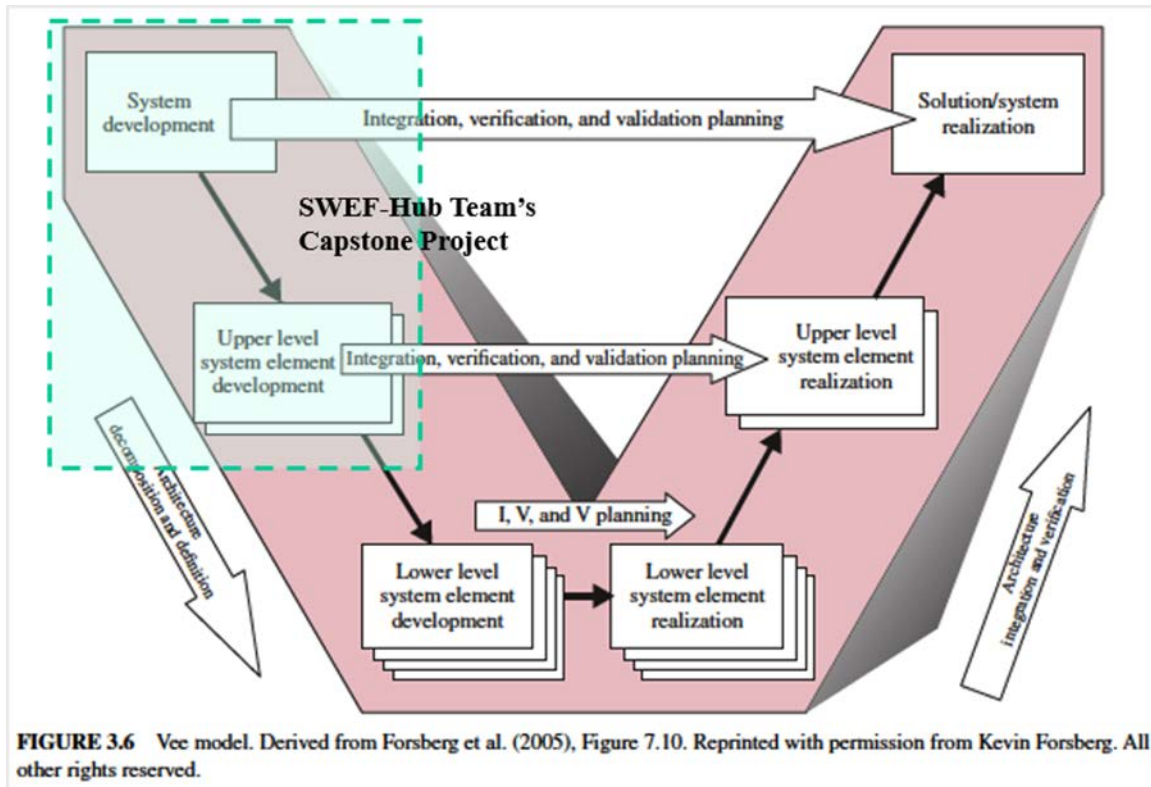 System
development
Integration, verification, and validation planning
Solution/system
realization
SWEF-Hub Team's
Capstone Project
Upper level
system element
development
Integration, verification, and validation planning
Upper level
system element
realization
Architecture
decomposition and definition
I, V, and V planning
Lower level
system element
development
Lower level
system element
realization
Architecture
integration and verification
FIGURE 3.6 Vee model. Derived from Forsberg et al. (2005), Figure 7.10. Reprinted with permission from Kevin Forsberg. All
other rights reserved.